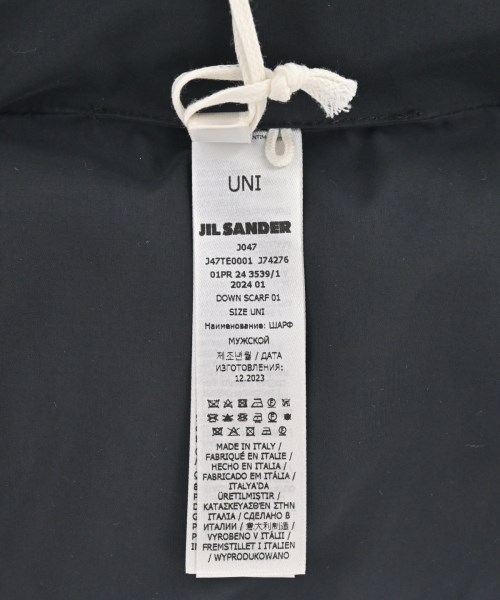 UNI
JIL SANDER
J047
J47TE0001 J74276
01PR 24 3539/1
2024 01
DOWN SCARF 01
SIZE UNI
Наименование: ШАРФ
МУЖСКОЙ
제조년월 / ДАТА
ИЗГОТОВЛЕНИЯ:
12.2023
MADE IN ITALY /
FABRIQUÉ EN ITALIE /
HECHO EN ITALIA /
FABRICADO EM ITÁLIA /
ITALYA'DA
ÜRETILMIŞTIR /
ΚΑΤΑΣΚΕΥΑΣΘΕΝ ΣΤΗΝ
ΙΤΑΛΙΑ / СДЕЛАНО В
ИТАЛИИ / 意大利制造 /
VYROBENO V ITÁLII /
FREMSTILLET I ITALIEN
/ WYPRODUKOWANO